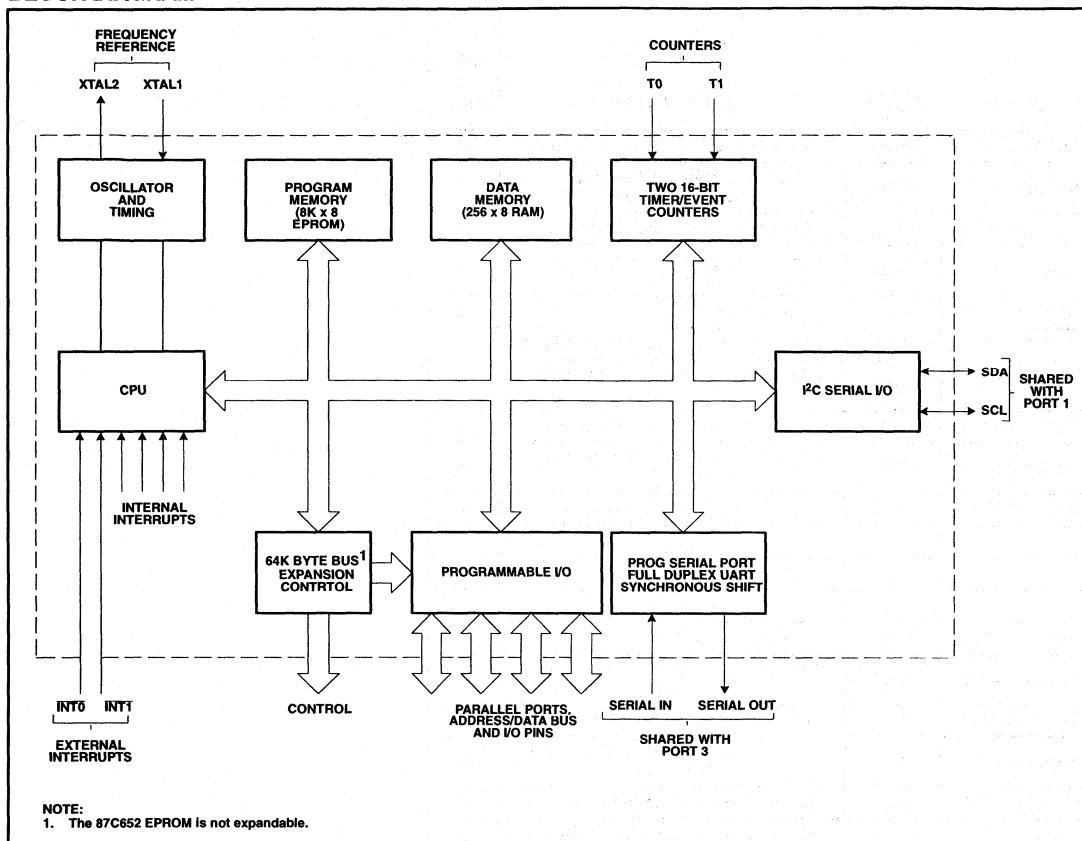 FREQUENCY
REFERENCE
XTAL2 XTAL1
COUNTERS
T0 T1
OSCILLATOR
AND
TIMING
PROGRAM
MEMORY
(8K x 8
EPROM)
DATA
MEMORY
(256 x 8 RAM)
TWO 16-BIT
TIMER/EVENT
COUNTERS
CPU
I²C SERIAL I/O
SDA
SCL
SHARED
WITH
PORT 1
INTERNAL
INTERRUPTS
64K BYTE BUS¹
EXPANSION
CONTRTOL
PROGRAMMABLE I/O
PROG SERIAL PORT
FULL DUPLEX UART
SYNCHRONOUS SHIFT
INT0 INT1
EXTERNAL
INTERRUPTS
CONTROL
PARALLEL PORTS,
ADDRESS/DATA BUS
AND I/O PINS
SERIAL IN SERIAL OUT
SHARED WITH
PORT 3
NOTE:
1. The 87C652 EPROM is not expandable.